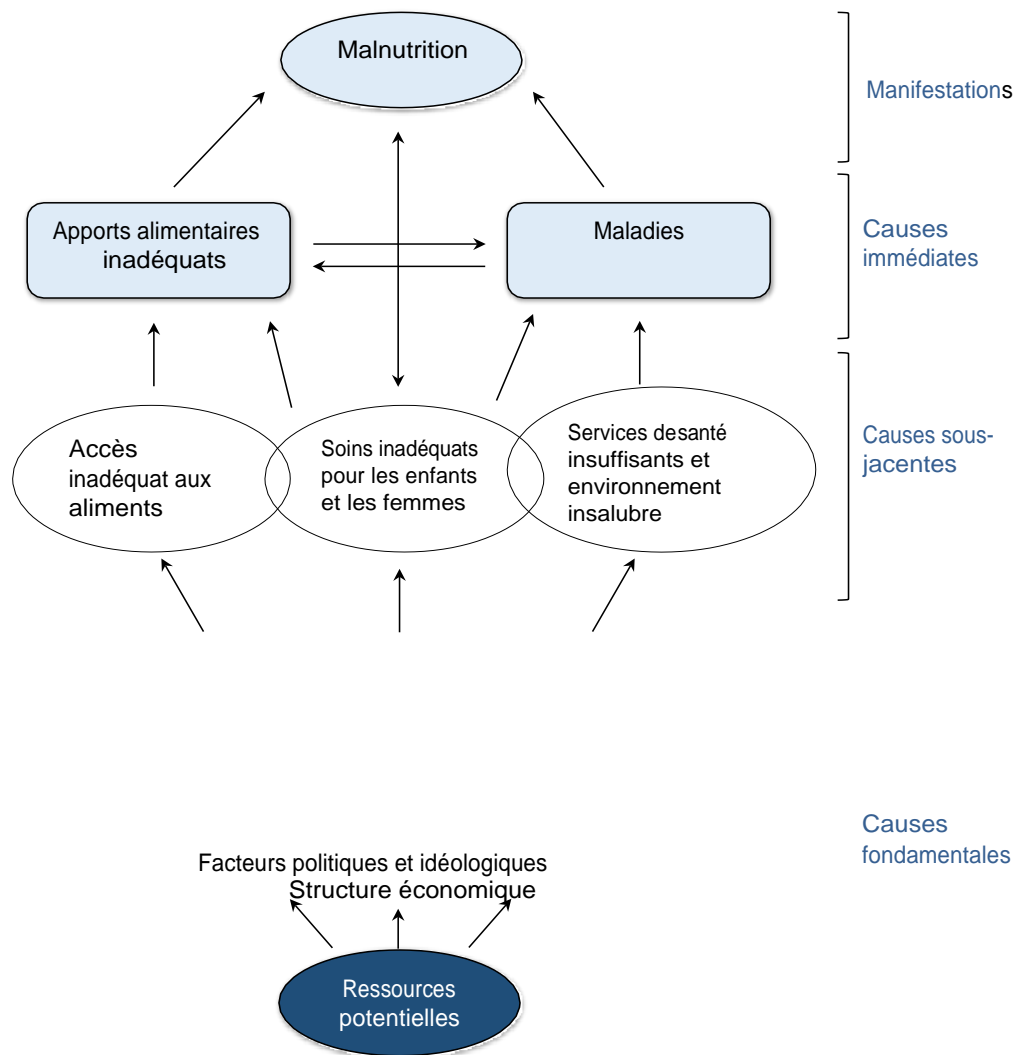 Malnutrition
Manifestations
Apports alimentaires
inadéquats
Maladies
Causes
immédiates
Accès
inadéquat aux
aliments
Soins inadéquats
pour les enfants
et les femmes
Services desanté
insuffisants et
environnement
insalubre
Causes sous-
jacentes
Causes
fondamentales
Facteurs politiques et idéologiques
Structure économique
Ressources
potentielles